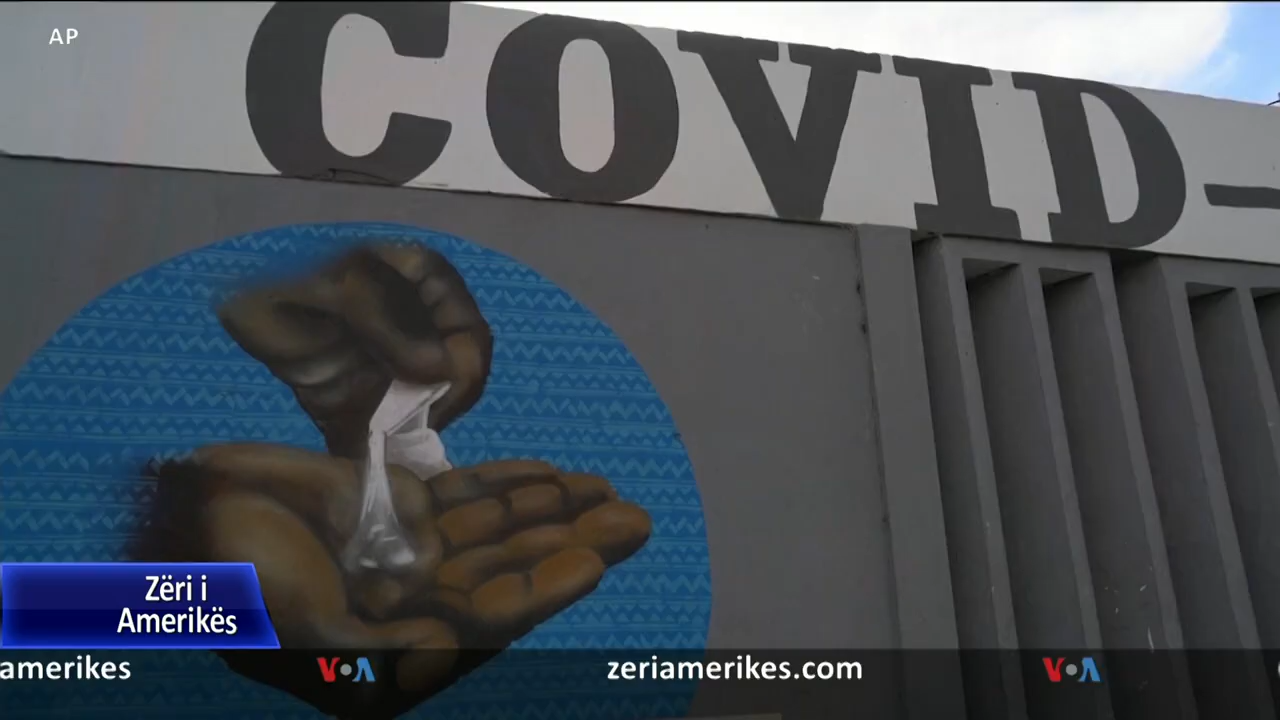 AP
COVID-
Zëri i
Amerikës
amerikes VOA zeriamerikes.com VOA